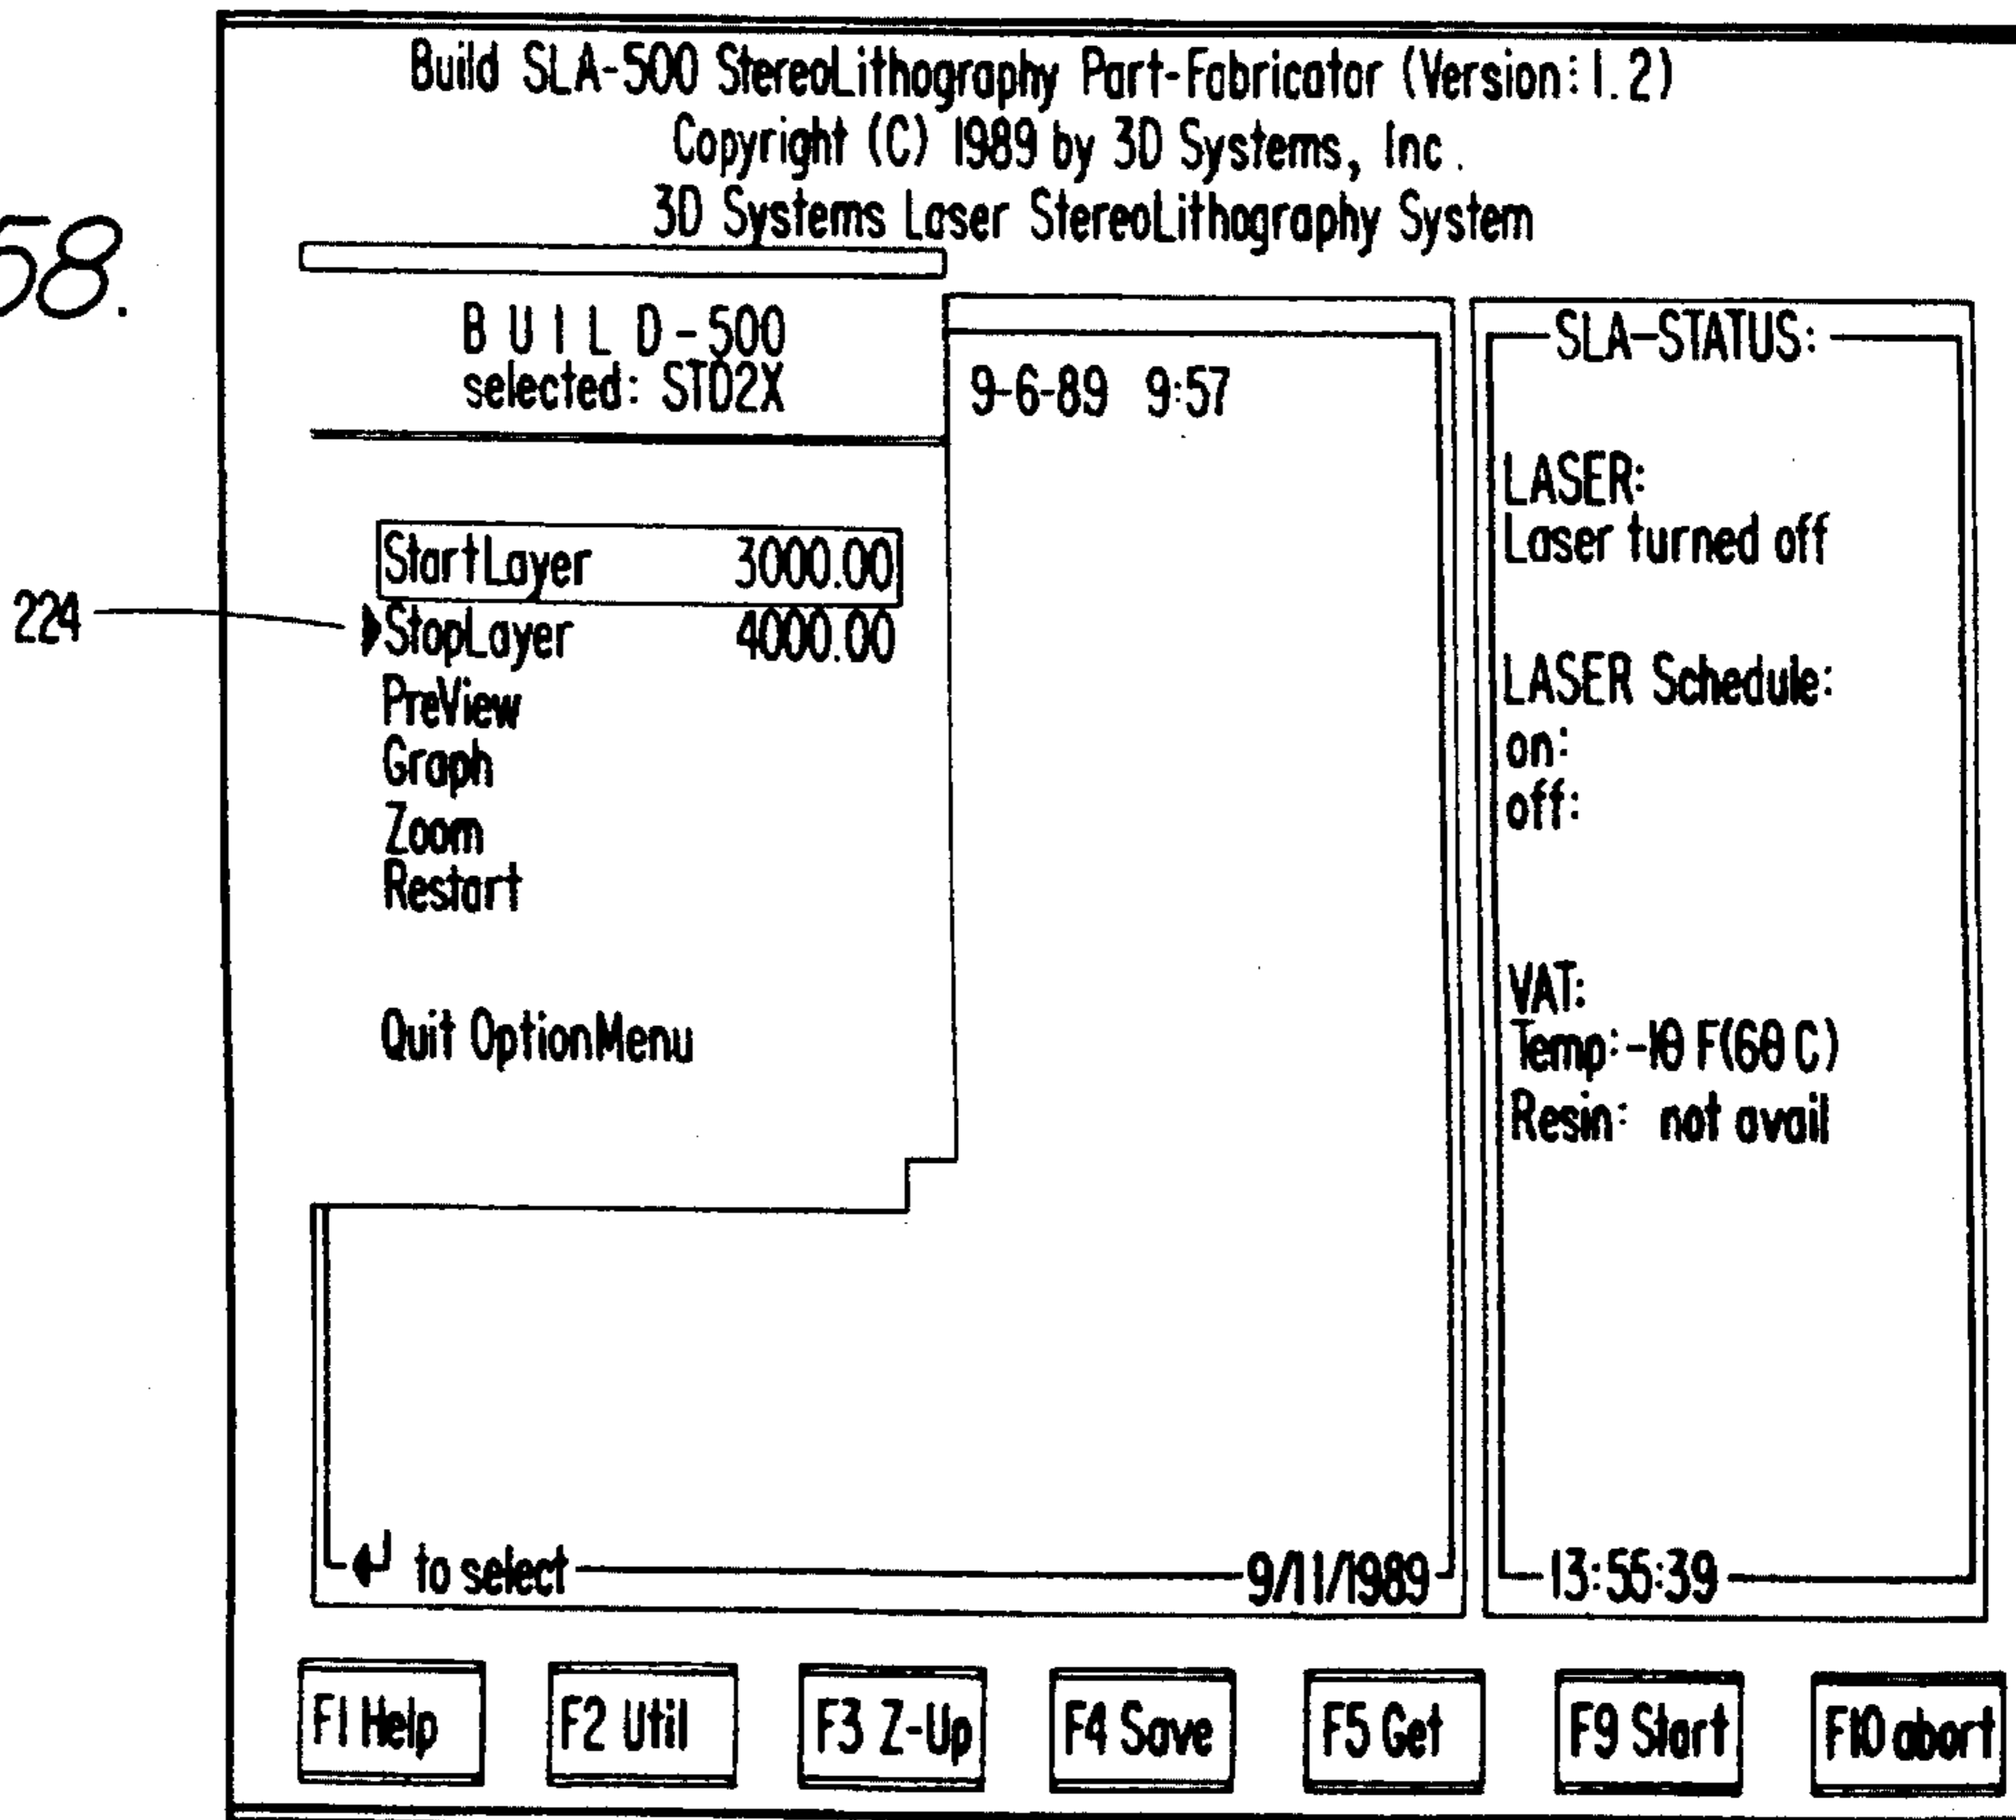 Build SLA-500 StereoLithography Part-Fabricator (Version:1.2)
Copyright (C) 1989 by 3D Systems, Inc.
3D Systems Laser StereoLithography System
58.
BUILD-500
selected: STD2X
9-6-89 9:57
StartLayer 3000.00
224
StopLayer 4000.00
PreView
Graph
Zoom
Restart
Quit OptionMenu
↵ to select
9/11/1989
SLA-STATUS:
LASER:
Laser turned off
LASER Schedule:
on:
off:
VAT:
Temp:-10 F(60 C)
Resin: not avail
13:55:39
F1 Help
F2 Util
F3 Z-Up
F4 Save
F5 Get
F9 Start
F10 abort